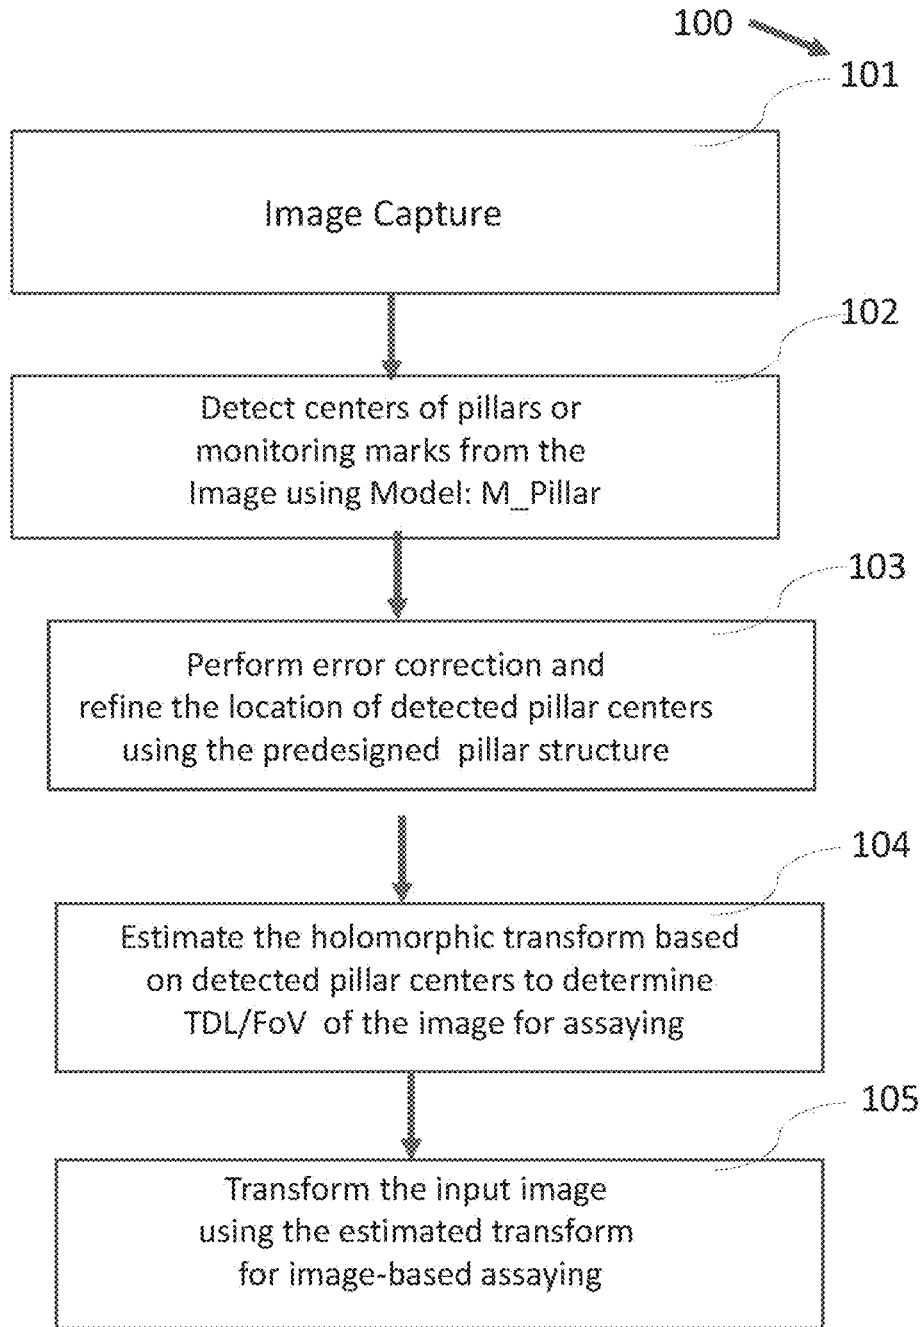 100
101
Image Capture
102
Detect centers of pillars or
monitoring marks from the
Image using Model: M_Pillar
103
Perform error correction and
refine the location of detected pillar centers
using the predesigned pillar structure
104
Estimate the holomorphic transform based
on detected pillar centers to determine
TDL/FoV of the image for assaying
105
Transform the input image
using the estimated transform
for image-based assaying